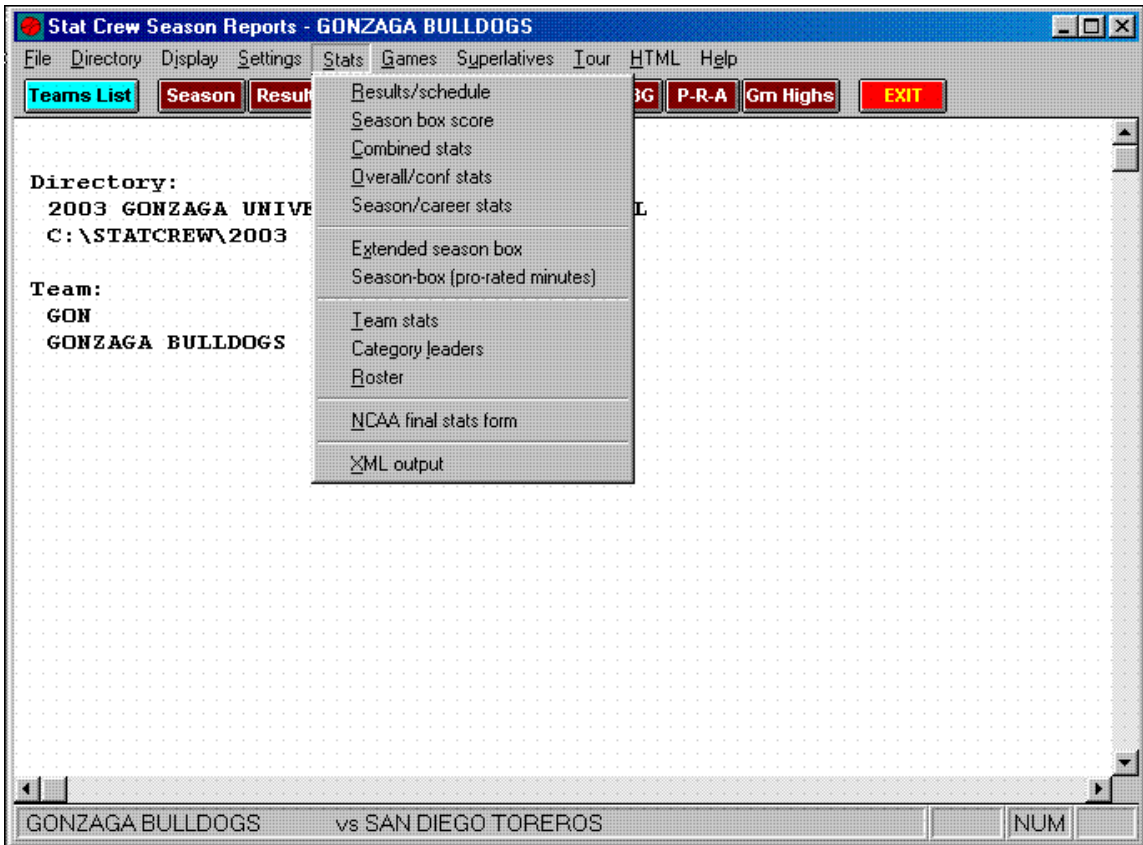 Stat Crew Season Reports - GONZAGA BULLDOGS
File Directory Display Settings Stats Games Superlatives Tour HTML Help
Teams List Season P-R-A Gm Highs EXIT
Results/schedule
Season box score
Combined stats
Overall/conf stats
Season/career stats
Extended season box
Season-box (pro-rated minutes)
Team stats
Category leaders
Roster
NCAA final stats form
XML output
Directory:
2003 GONZAGA
C:\STATCREW\2003
Team:
GON
GONZAGA BULLDOGS
GONZAGA BULLDOGS vs SAN DIEGO TOREROS NUM